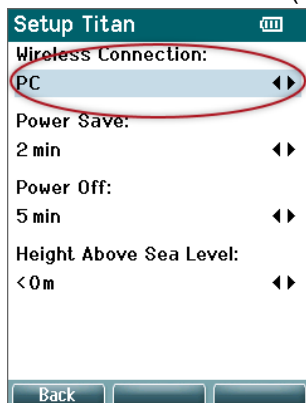 Setup Titan
Wireless Connection:
PC
Power Save:
2 min
Power Off:
5 min
Height Above Sea Level:
<0m
Back